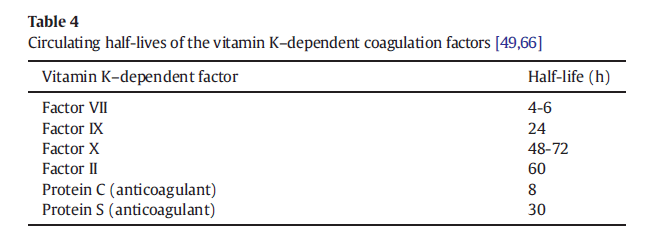 Table 4
Circulating half-lives of the vitamin K–dependent coagulation factors [49,66]
Vitamin K–dependent factor Half-life (h)
Factor VII 4-6
Factor IX 24
Factor X 48-72
Factor II 60
Protein C (anticoagulant) 8
Protein S (anticoagulant) 30